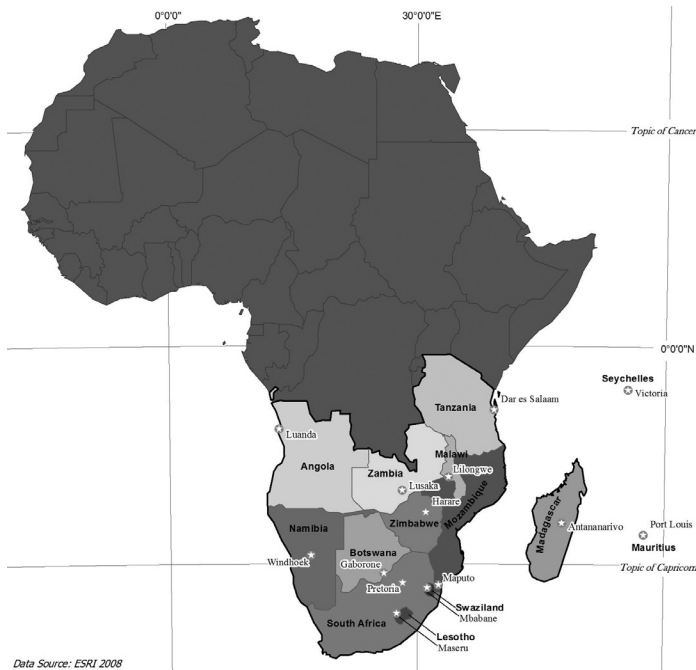 0°0'0"
30°0'0"E
Topic of Cancer
0°0'0"N
Seychelles
Victoria
Tanzania
Dar es Salaam
Luanda
Angola
Zambia
Malawi
Lilongwe
Lusaka
Harare
Mozambique
Zimbabwe
Namibia
Madagascar
Antananarivo
Port Louis
Mauritius
Botswana
Windhoek
Gaborone
Pretoria
Maputo
Topic of Capricorn
Swaziland
Mbabane
South Africa
Lesotho
Maseru
Data Source: ESRI 2008